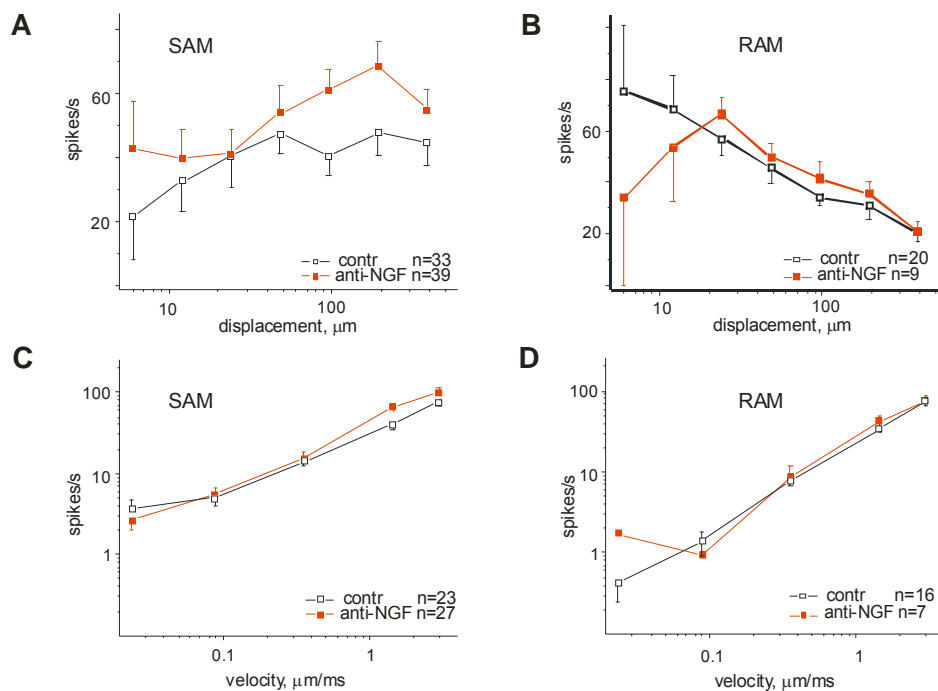 A
SAM
spikes/s
60
20
contr n=33
anti-NGF n=39
10
100
displacement, μm
B
RAM
spikes/s
60
20
contr n=20
anti-NGF n=9
10
100
displacement, μm
C
SAM
spikes/s
100
10
1
contr n=23
anti-NGF n=27
0.1
1
velocity, μm/ms
D
RAM
spikes/s
100
10
1
contr n=16
anti-NGF n=7
0.1
1
velocity, μm/ms